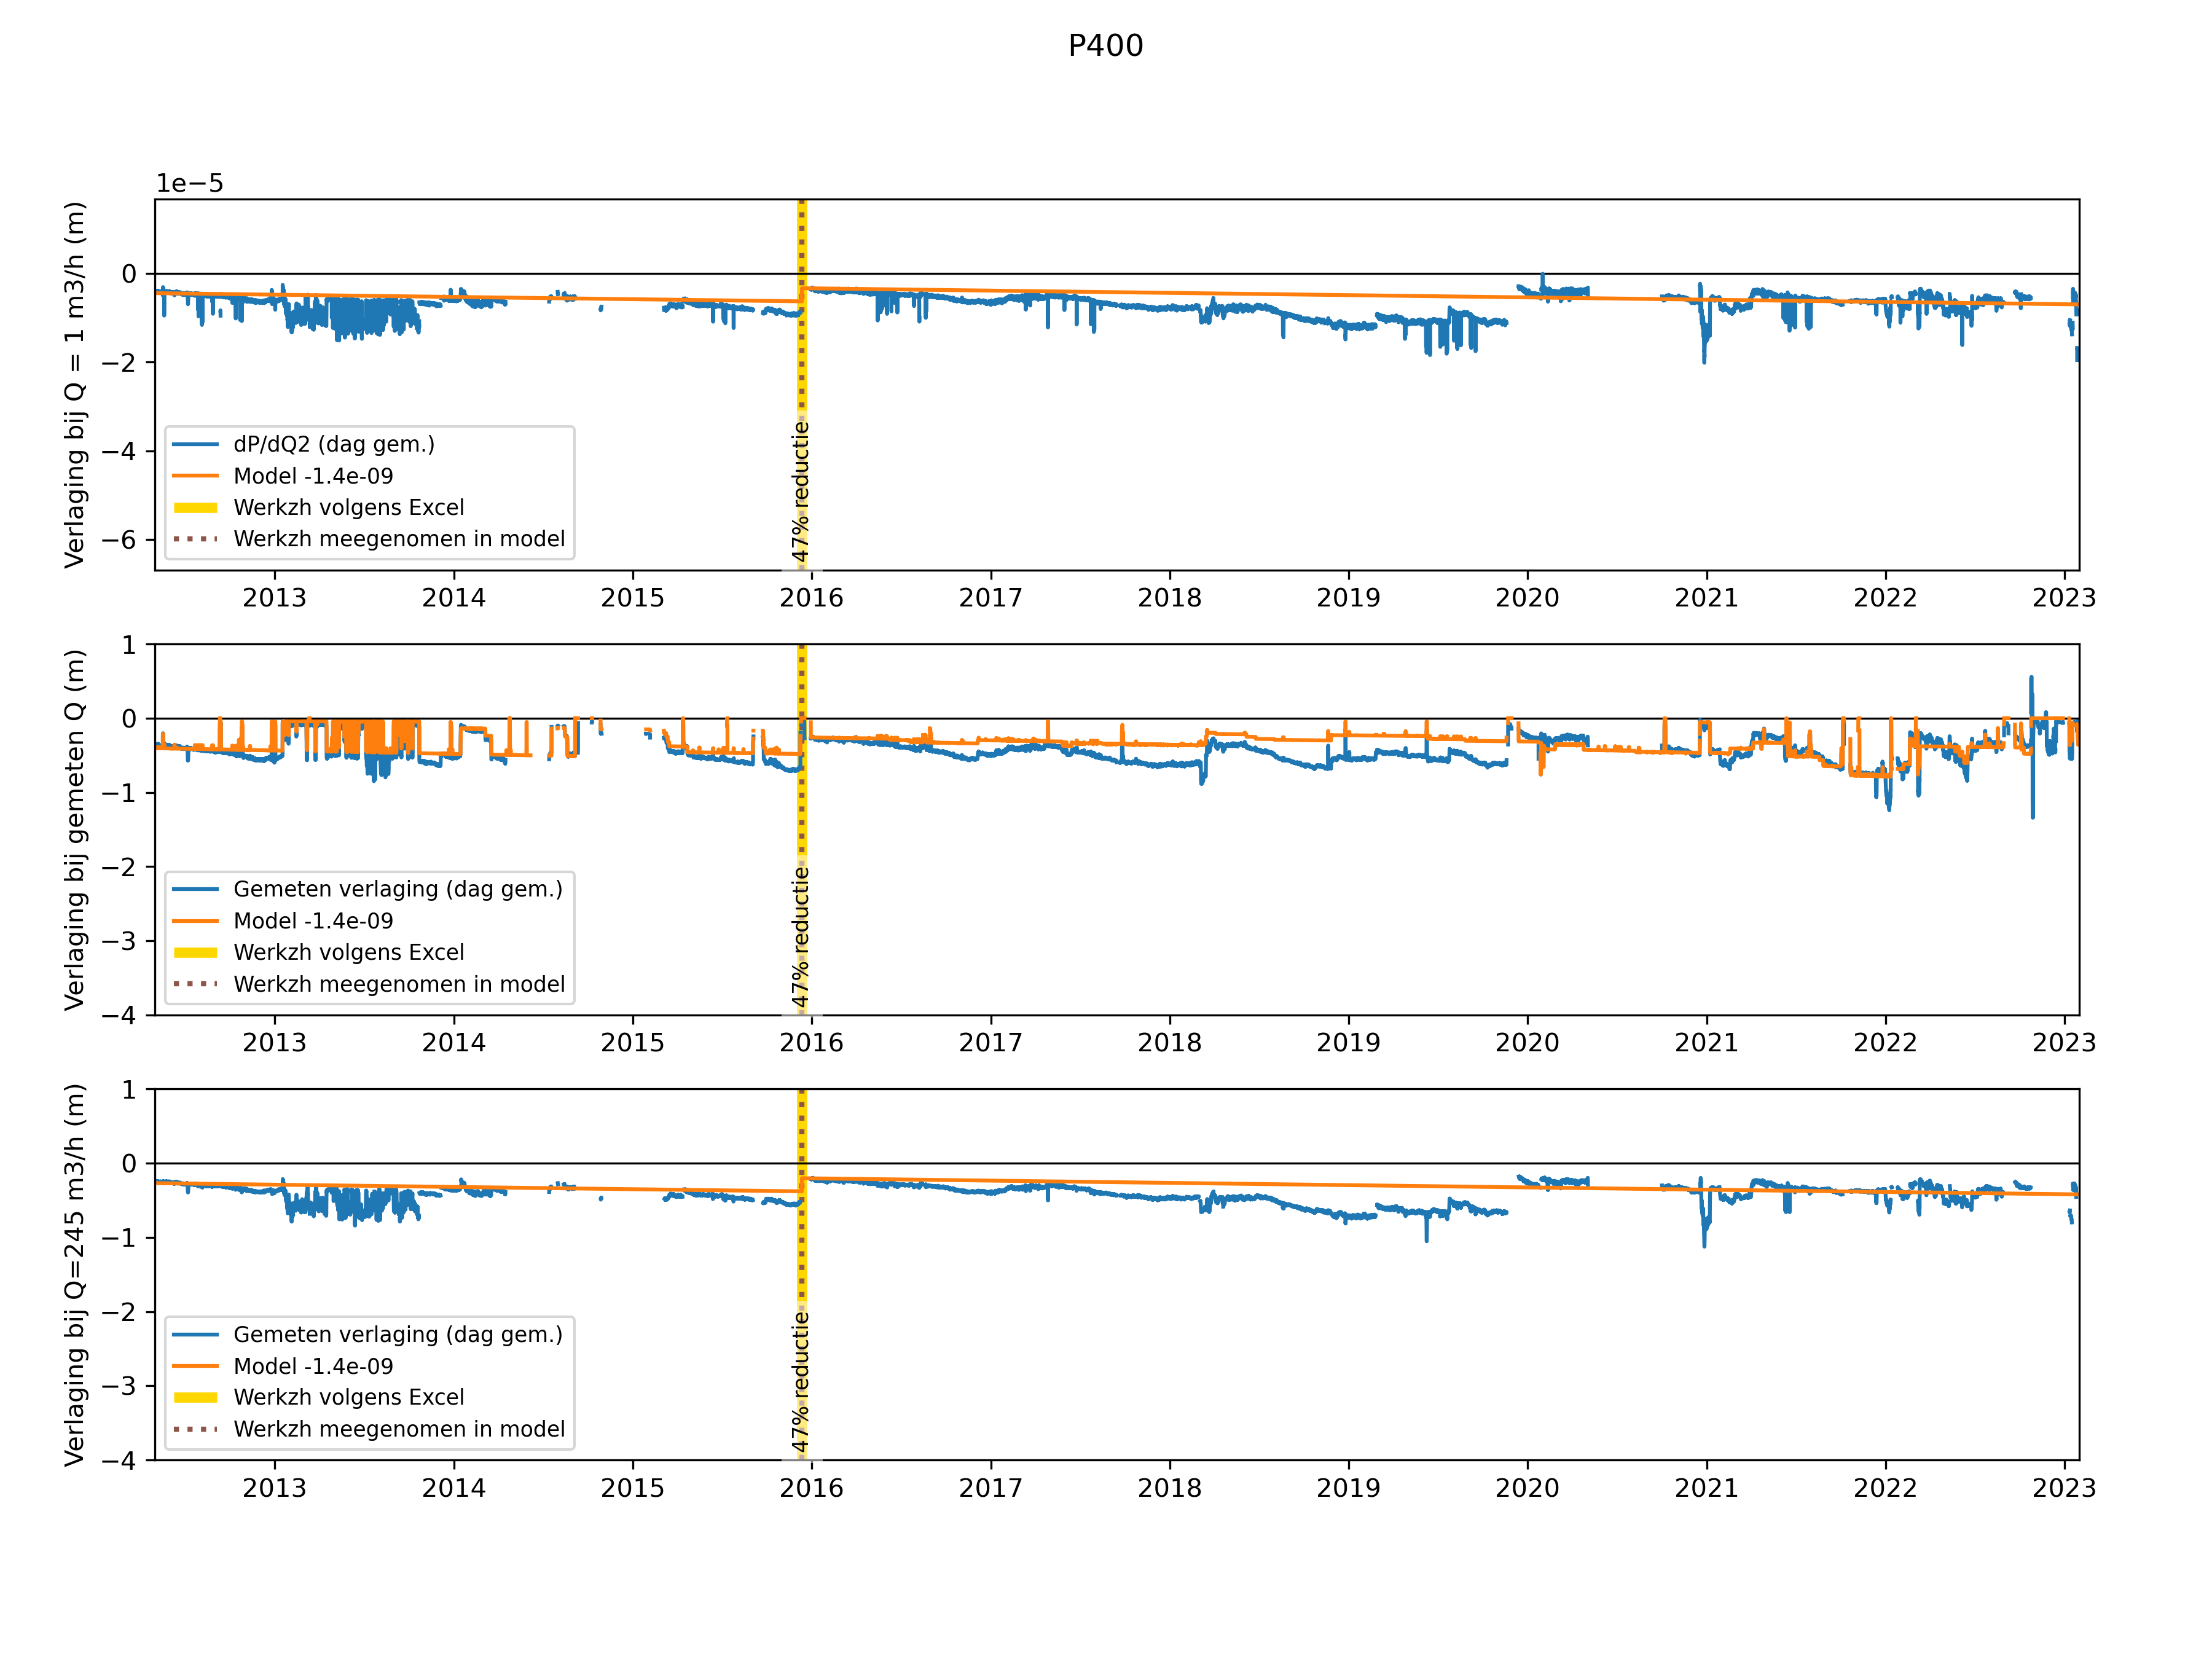 P400
1e−5
Verlaging bij Q = 1 m3/h (m)
0
−2
−4
−6
dP/dQ2 (dag gem.)
Model -1.4e-09
Werkzh volgens Excel
Werkzh meegenomen in model
47% reductie
2013 2014 2015 2016 2017 2018 2019 2020 2021 2022 2023
Verlaging bij gemeten Q (m)
1
0
−1
−2
−3
−4
Gemeten verlaging (dag gem.)
Model -1.4e-09
Werkzh volgens Excel
Werkzh meegenomen in model
47% reductie
2013 2014 2015 2016 2017 2018 2019 2020 2021 2022 2023
Verlaging bij Q=245 m3/h (m)
1
0
−1
−2
−3
−4
Gemeten verlaging (dag gem.)
Model -1.4e-09
Werkzh volgens Excel
Werkzh meegenomen in model
47% reductie
2013 2014 2015 2016 2017 2018 2019 2020 2021 2022 2023